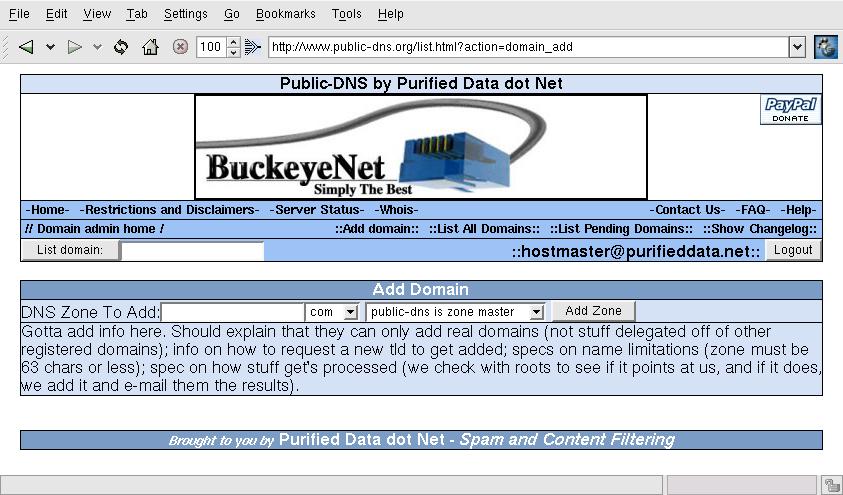 File Edit View Tab Settings Go Bookmarks Tools Help
100 http://www.public-dns.org/list.html?action=domain_add
Public-DNS by Purified Data dot Net
PayPal
DONATE
BuckeyeNet
Simply The Best
-Home- -Restrictions and Disclaimers- -Server Status- -Whois- -Contact Us- -FAQ- -Help-
// Domain admin home / ::Add domain:: ::List All Domains:: ::List Pending Domains:: ::Show Changelog::
List domain: ::hostmaster@purifieddata.net:: Logout
Add Domain
DNS Zone To Add: com public-dns is zone master Add Zone
Gotta add info here. Should explain that they can only add real domains (not stuff delegated off of other
registered domains); info on how to request a new tld to get added; specs on name limitations (zone must be
63 chars or less); spec on how stuff get's processed (we check with roots to see if it points at us, and if it does,
we add it and e-mail them the results).
Brought to you by Purified Data dot Net - Spam and Content Filtering